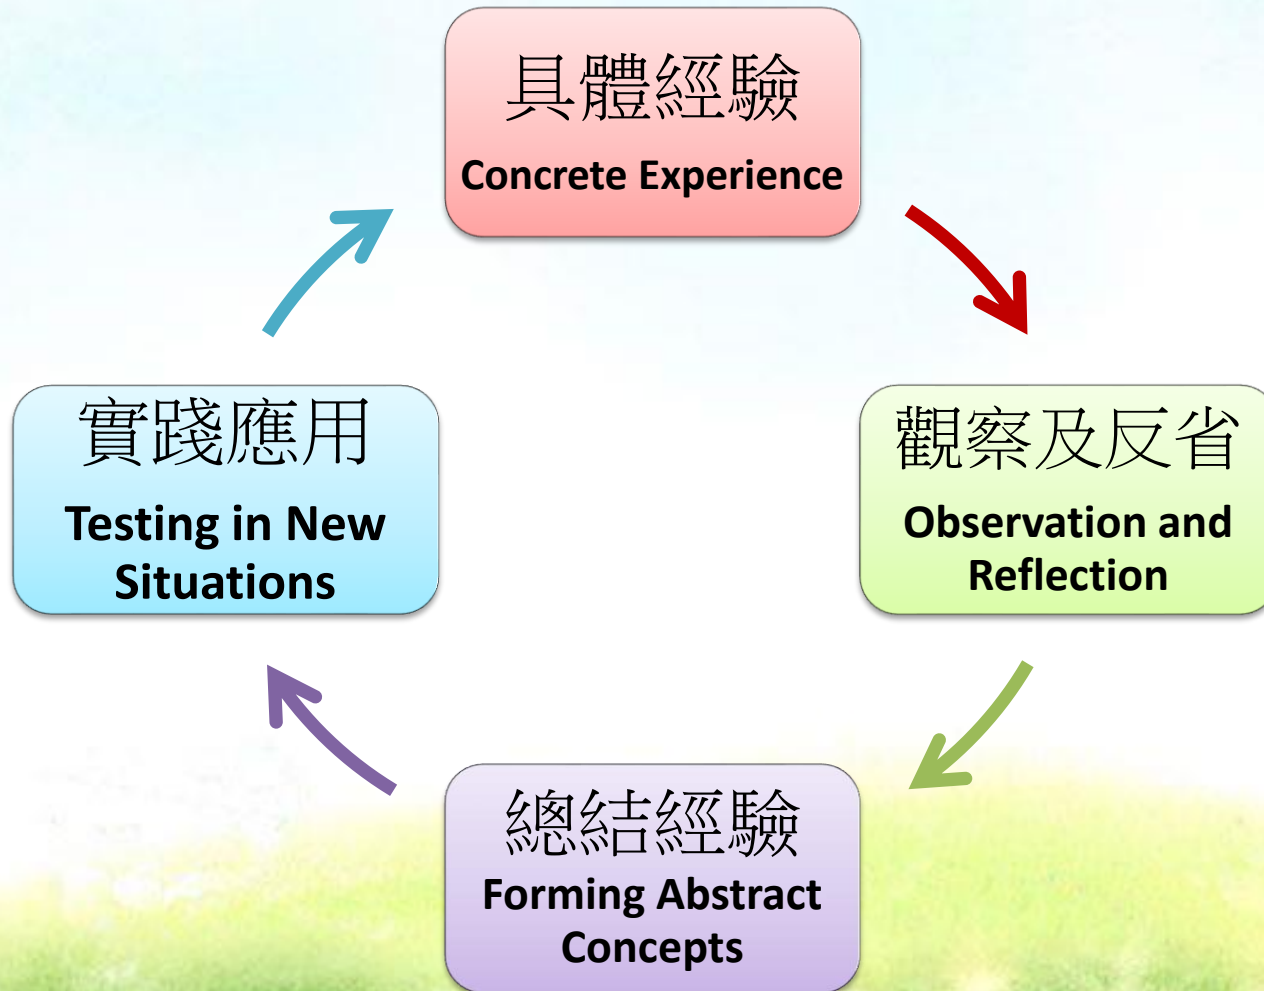 具體經驗
Concrete Experience
實踐應用
Testing in New
Situations
觀察及反省
Observation and
Reflection
總結經驗
Forming Abstract
Concepts